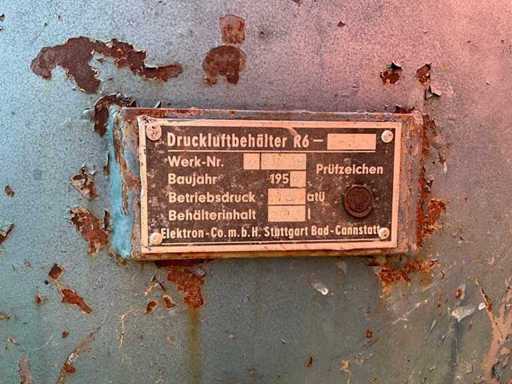 Druckluftbehälter R6-
Werk-Nr.
Baujahr 195 Prüfzeichen
Betriebsdruck atü
Behälterinhalt l
Elektron-Co.m.b.H. Stuttgart Bad-Cannstatt